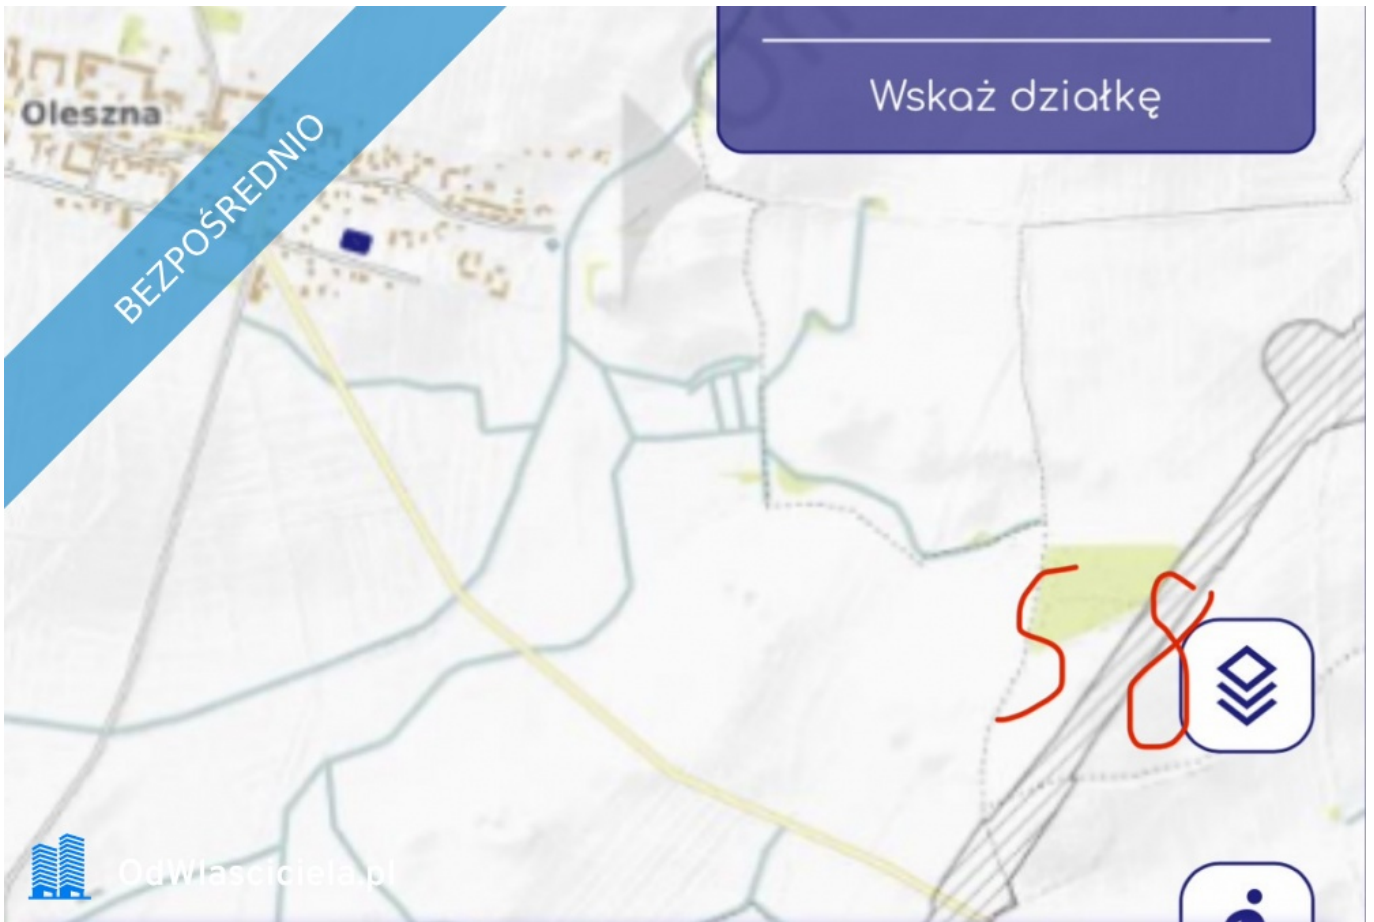 Wskaż działkę
Oleszna
BEZPOŚREDNIO
58
OdWlasciciela.pl